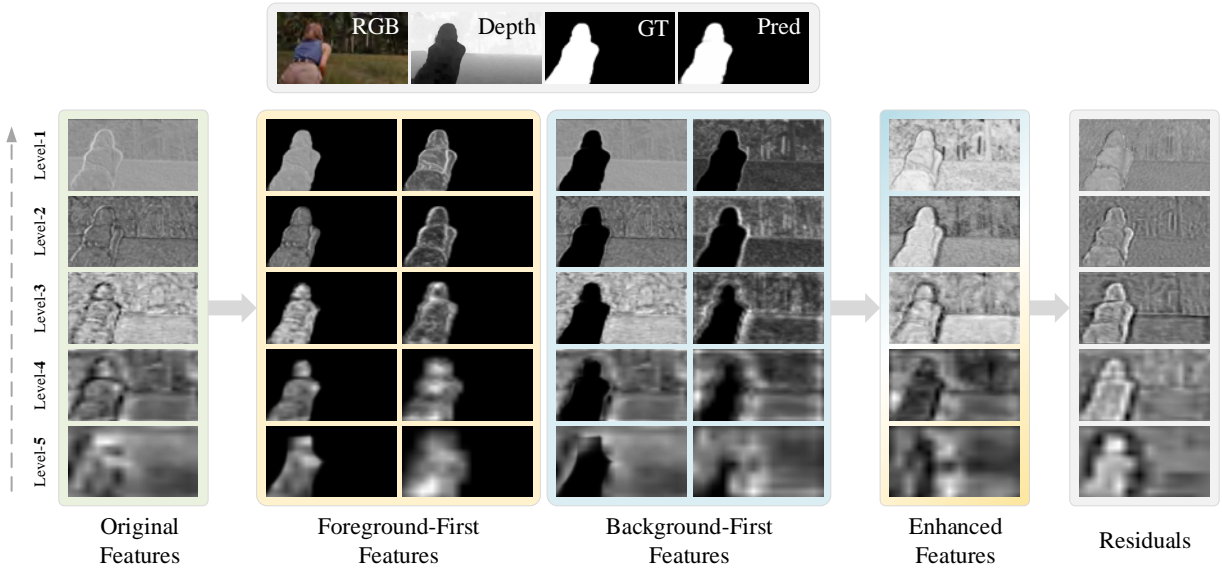 RGB
Depth
GT
Pred
Level-1
Level-2
Level-3
Level-4
Level-5
Original
Features
Foreground-First
Features
Background-First
Features
Enhanced
Features
Residuals